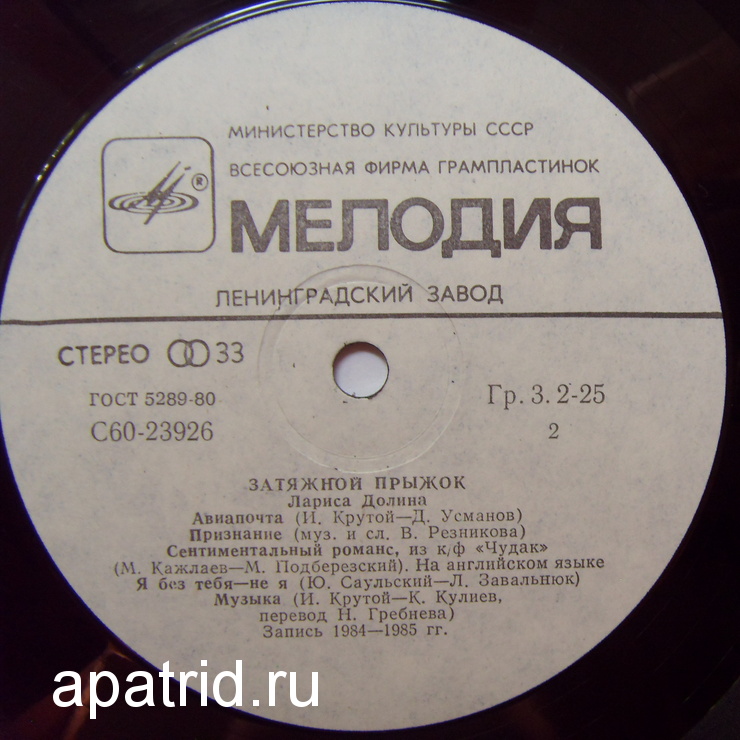 МИНИСТЕРСТВО КУЛЬТУРЫ СССР
ВСЕСОЮЗНАЯ ФИРМА ГРАМПЛАСТИНОК
®
МЕЛОДИЯ
ЛЕНИНГРАДСКИЙ ЗАВОД
СТЕРЕО 33
ГОСТ 5289-80
С60-23926
Гр. 3. 2-25
2
ЗАТЯЖНОЙ ПРЫЖОК
Лариса Долина
Авиапочта (И. Крутой—Д. Усманов)
Признание (муз. и сл. В. Резникова)
Сентиментальный романс, из к/ф «Чудак»
(М. Кажлаев—М. Подберезский). На английском языке
Я без тебя—не я (Ю. Саульский—Л. Завальнюк)
Музыка (И. Крутой—К. Кулиев,
перевод Н. Гребнева)
Запись 1984—1985 гг.
apatrid.ru